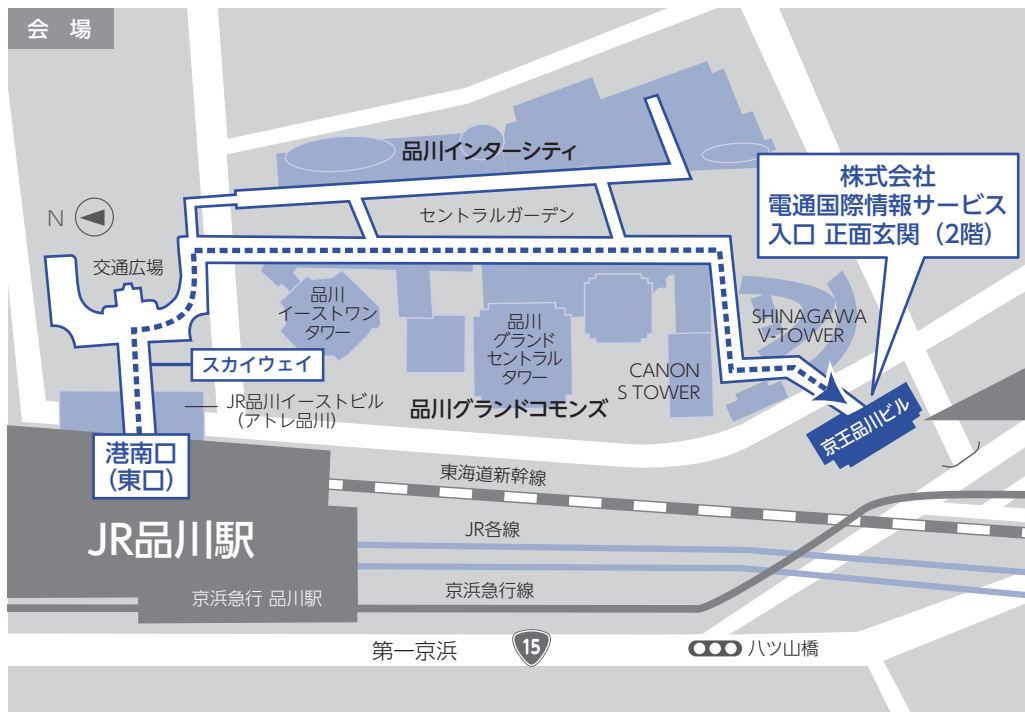 会 場
品川インターシティ
株式会社
電通国際情報サービス
入口 正面玄関（2階）
N
セントラルガーデン
交通広場
品川
イーストワン
タワー
品川
グランド
セントラル
タワー
SHINAGAWA
V-TOWER
スカイウェイ
CANON
S TOWER
JR品川イーストビル
（アトレ品川）
品川グランドコモンズ
京王品川ビル
港南口
（東口）
東海道新幹線
JR品川駅
JR各線
京浜急行 品川駅
京浜急行線
第一京浜
15
八ツ山橋